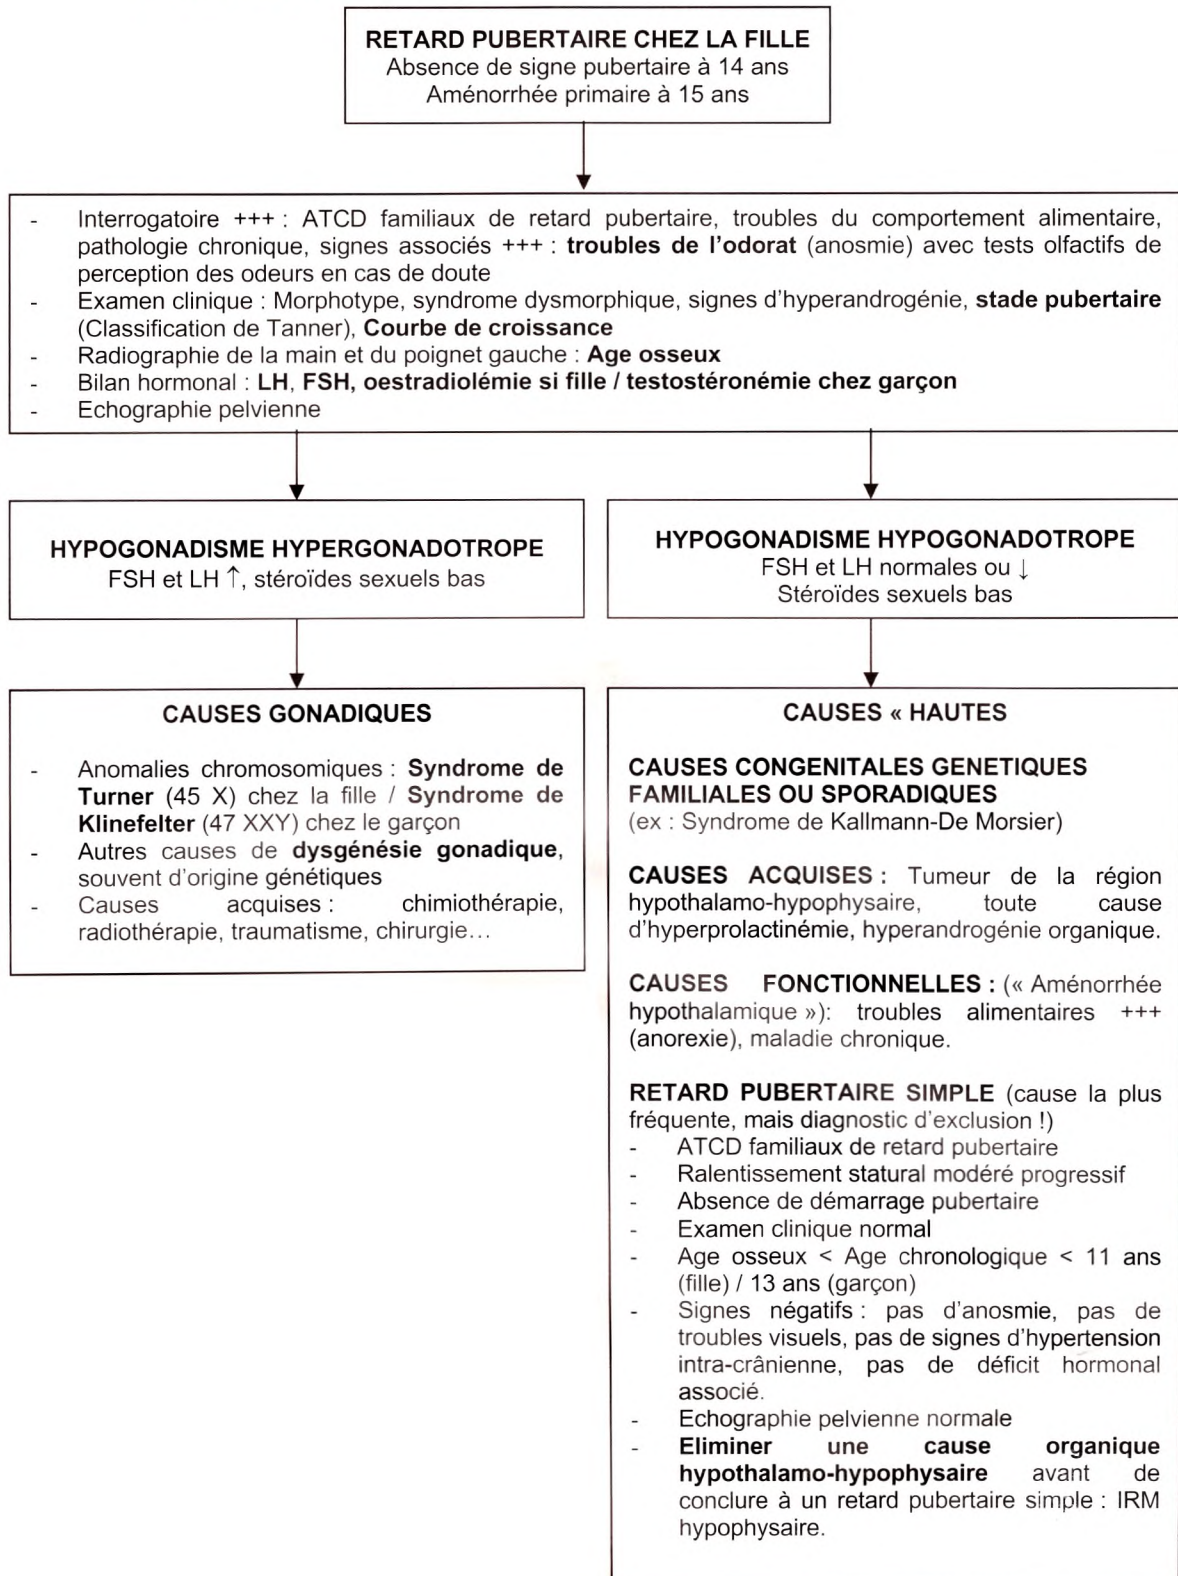 RETARD PUBERTAIRE CHEZ LA FILLE
Absence de signe pubertaire à 14 ans
Aménorrhée primaire à 15 ans
- Interrogatoire +++ : ATCD familiaux de retard pubertaire, troubles du comportement alimentaire,
pathologie chronique, signes associés +++ : troubles de l'odorat (anosmie) avec tests olfactifs de
perception des odeurs en cas de doute
- Examen clinique : Morphotype, syndrome dysmorphique, signes d'hyperandrogénie, stade pubertaire
(Classification de Tanner), Courbe de croissance
- Radiographie de la main et du poignet gauche : Age osseux
- Bilan hormonal : LH, FSH, oestradiolémie si fille / testostéronémie chez garçon
- Echographie pelvienne
HYPOGONADISME HYPERGONADOTROPE
FSH et LH ↑, stéroïdes sexuels bas
HYPOGONADISME HYPOGONADOTROPE
FSH et LH normales ou ↓
Stéroïdes sexuels bas
CAUSES GONADIQUES
- Anomalies chromosomiques : Syndrome de
Turner (45 X) chez la fille / Syndrome de
Klinefelter (47 XXY) chez le garçon
- Autres causes de dysgénésie gonadique,
souvent d'origine génétiques
- Causes acquises : chimiothérapie,
radiothérapie, traumatisme, chirurgie…
CAUSES « HAUTES
CAUSES CONGENITALES GENETIQUES
FAMILIALES OU SPORADIQUES
(ex : Syndrome de Kallmann-De Morsier)
CAUSES ACQUISES : Tumeur de la région
hypothalamo-hypophysaire, toute cause
d'hyperprolactinémie, hyperandrogénie organique.
CAUSES FONCTIONNELLES : (« Aménorrhée
hypothalamique »): troubles alimentaires +++
(anorexie), maladie chronique.
RETARD PUBERTAIRE SIMPLE (cause la plus
fréquente, mais diagnostic d'exclusion !)
- ATCD familiaux de retard pubertaire
- Ralentissement statural modéré progressif
- Absence de démarrage pubertaire
- Examen clinique normal
- Age osseux < Age chronologique < 11 ans
(fille) / 13 ans (garçon)
- Signes négatifs : pas d'anosmie, pas de
troubles visuels, pas de signes d'hypertension
intra-crânienne, pas de déficit hormonal
associé.
- Echographie pelvienne normale
- Eliminer une cause organique
hypothalamo-hypophysaire avant de
conclure à un retard pubertaire simple : IRM
hypophysaire.